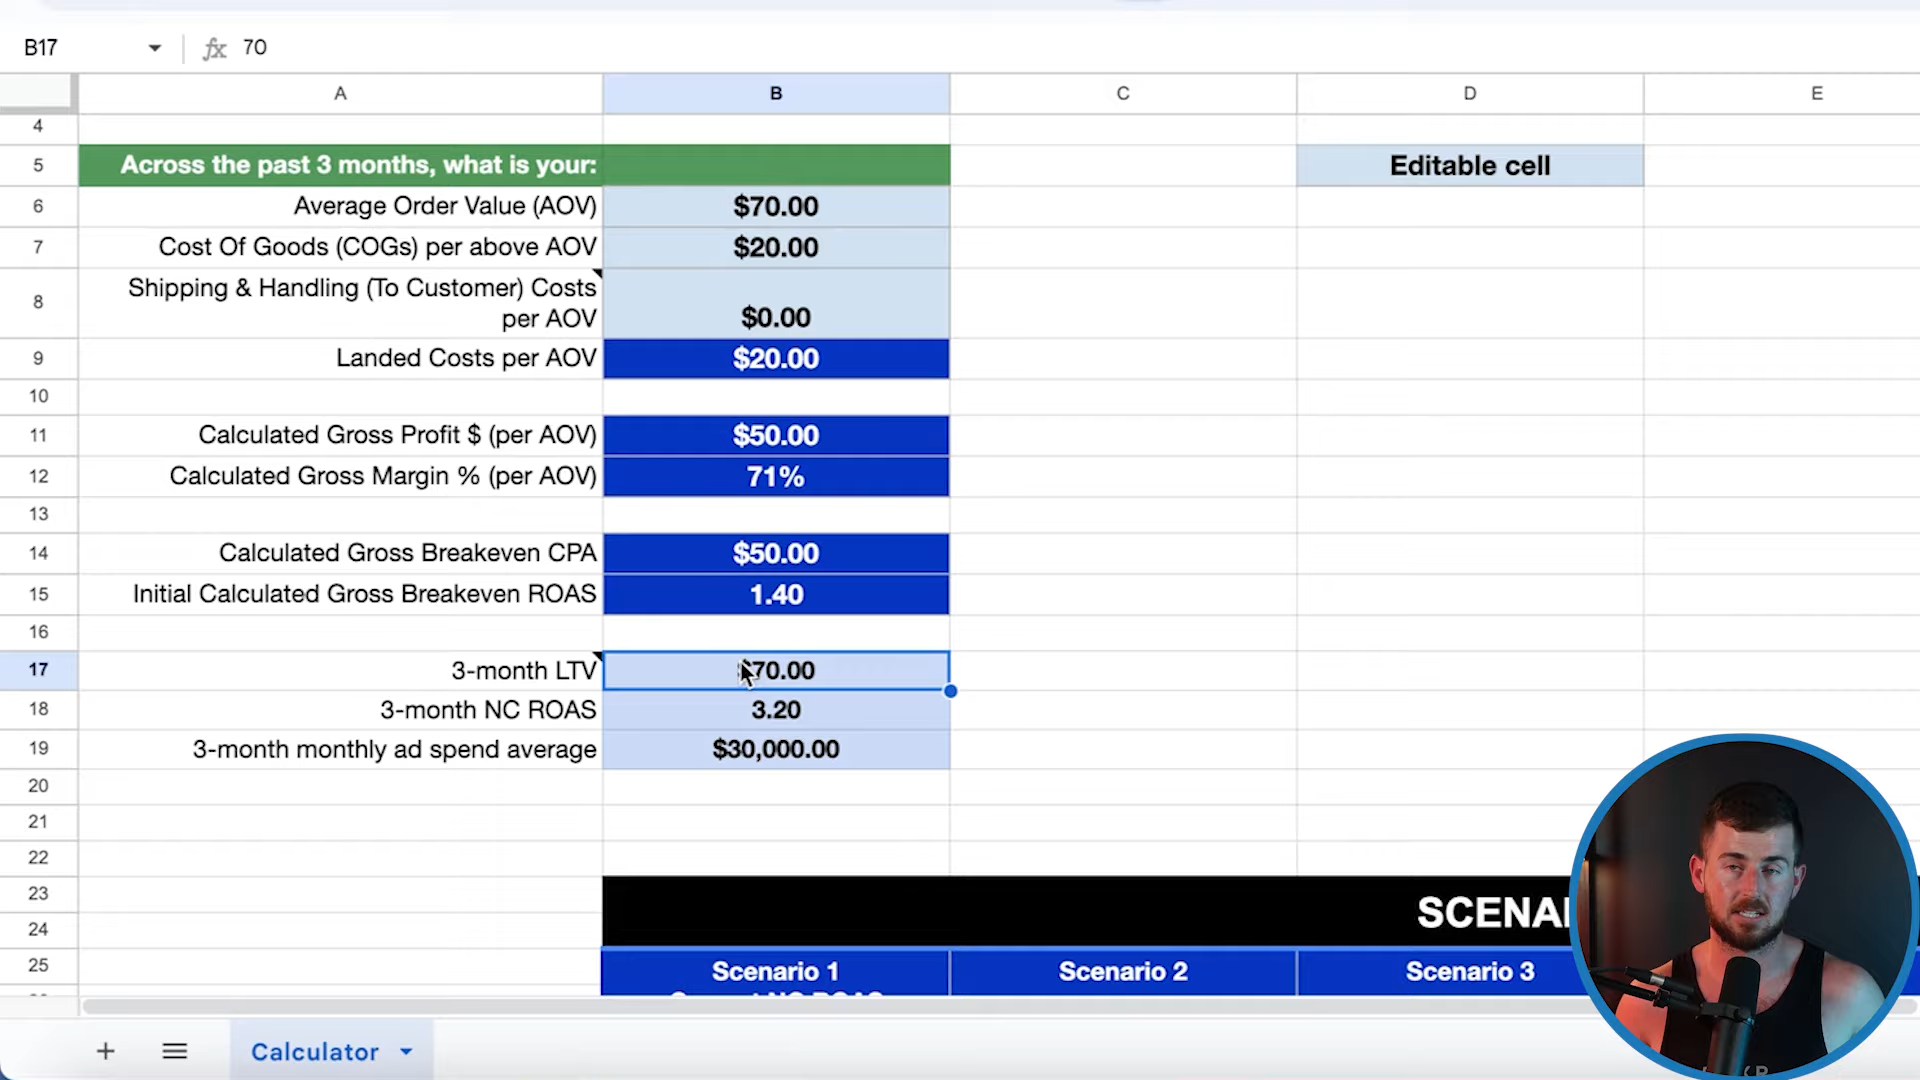 B17
fx 70
A B C D E
4
5 Across the past 3 months, what is your: Editable cell
6 Average Order Value (AOV) $70.00
7 Cost Of Goods (COGs) per above AOV $20.00
8 Shipping & Handling (To Customer) Costs
per AOV $0.00
9 Landed Costs per AOV $20.00
10
11 Calculated Gross Profit $ (per AOV) $50.00
12 Calculated Gross Margin % (per AOV) 71%
13
14 Calculated Gross Breakeven CPA $50.00
15 Initial Calculated Gross Breakeven ROAS 1.40
16
17 3-month LTV $70.00
18 3-month NC ROAS 3.20
19 3-month monthly ad spend average $30,000.00
20
21
22
23
SCENA
24
25 Scenario 1 Scenario 2 Scenario 3
Calculator